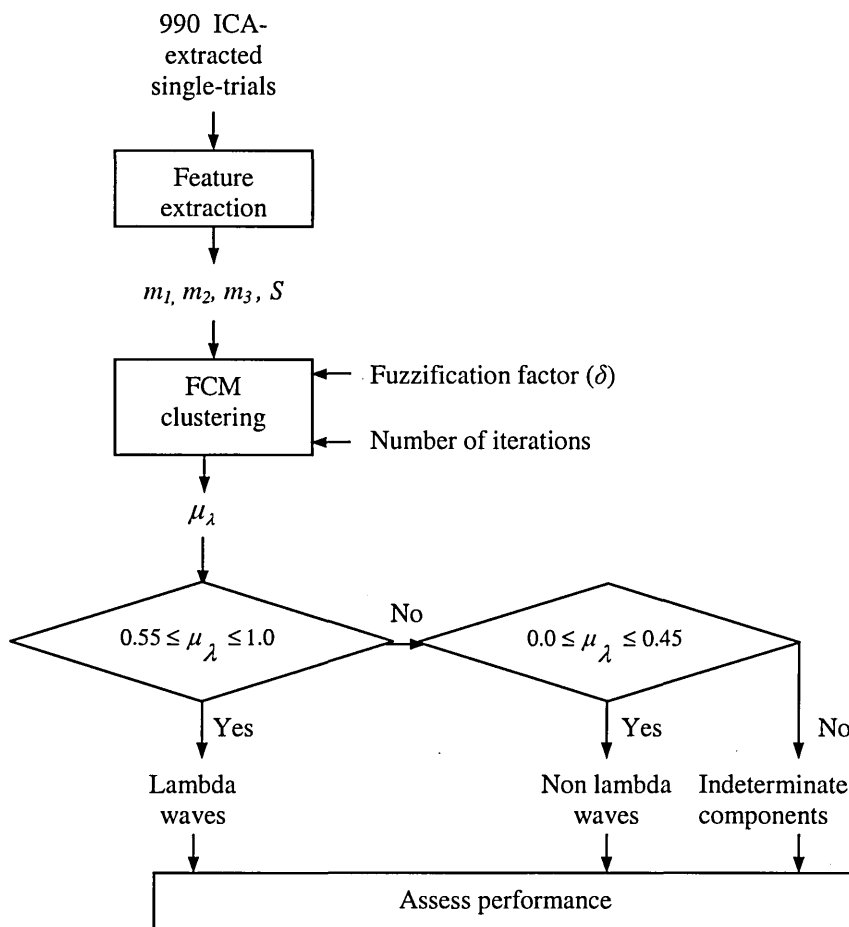 990 ICA-
extracted
single-trials
Feature
extraction
m1, m2, m3, S
FCM
clustering
Fuzzification factor (δ)
Number of iterations
μλ
0.55 ≤ μλ ≤ 1.0
No
0.0 ≤ μλ ≤ 0.45
Yes
Yes
No
Lambda
waves
Non lambda
waves
Indeterminate
components
Assess performance